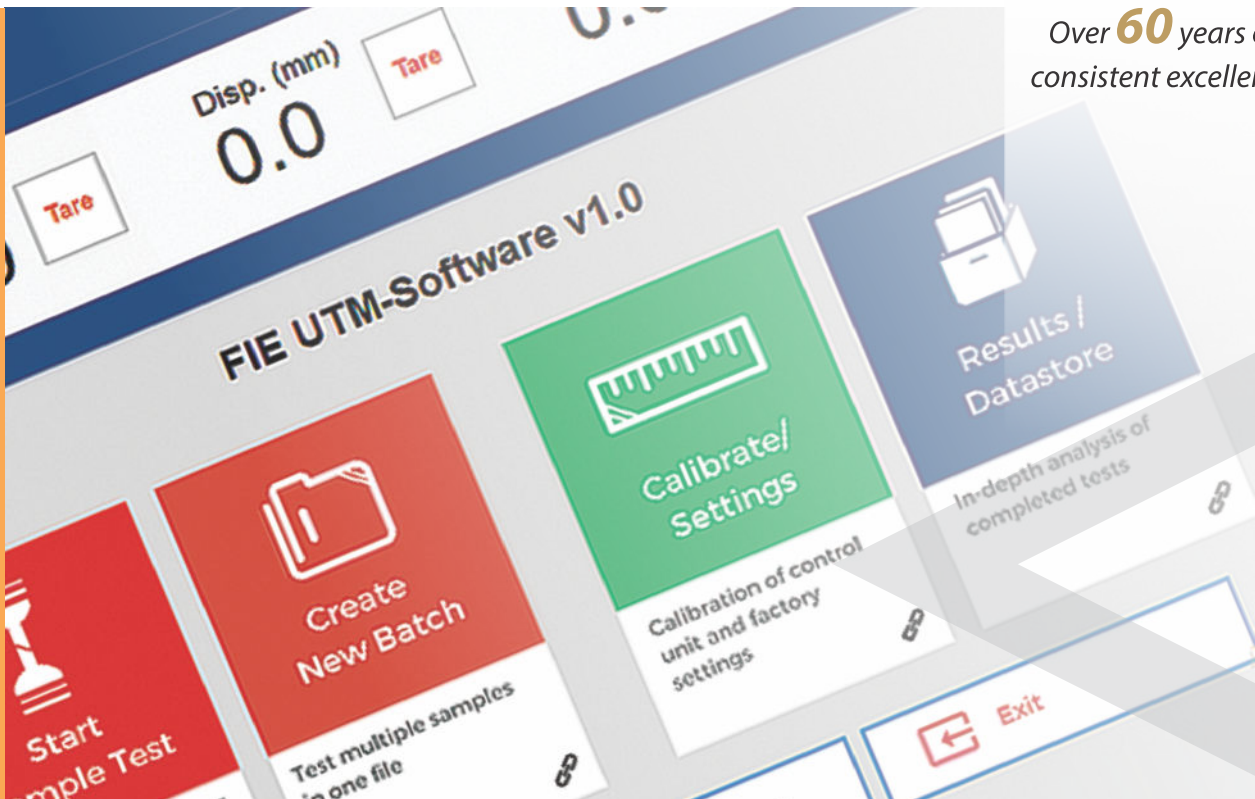 Over 60 years
consistent
Disp. (mm)
0.0
Tare
Tare
FIE UTM-Software v1.0
Results /
Datastore
In-depth analysis of
completed tests
Calibrate/
Settings
Calibration of control
unit and factory
settings
Create
New Batch
Test multiple samples
in one file
Start
Test
Exit